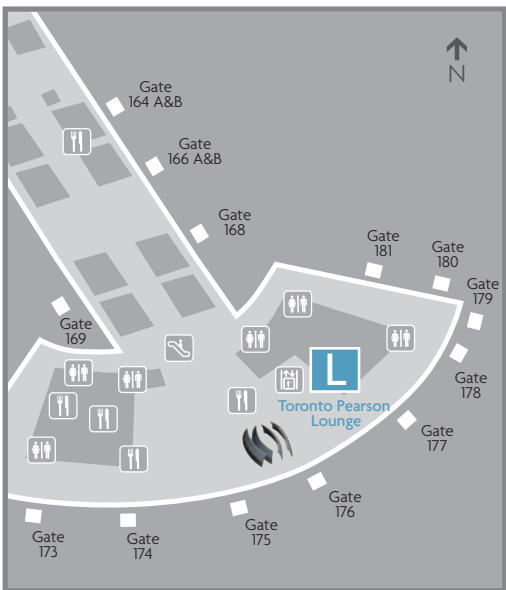 N
Gate
164 A&B
Gate
166 A&B
Gate
168
Gate
181
Gate
180
Gate
179
Gate
169
Gate
178
L
Toronto Pearson
Lounge
Gate
177
Gate
176
Gate
175
Gate
173
Gate
174